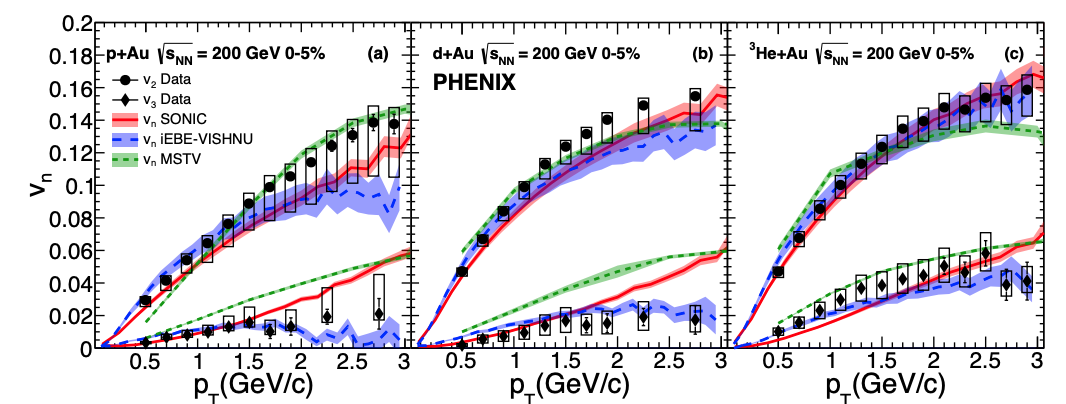 p+Au √sNN = 200 GeV 0-5% (a)
v2 Data
v3 Data
vn SONIC
vn iEBE-VISHNU
vn MSTV
d+Au √sNN = 200 GeV 0-5% (b)
PHENIX
3He+Au √sNN = 200 GeV 0-5% (c)
vn
0.2
0.18
0.16
0.14
0.12
0.1
0.08
0.06
0.04
0.02
0
0.5 1 1.5 2 2.5 3
0.5 1 1.5 2 2.5 3
0.5 1 1.5 2 2.5 3
pT(GeV/c) pT(GeV/c) pT(GeV/c)